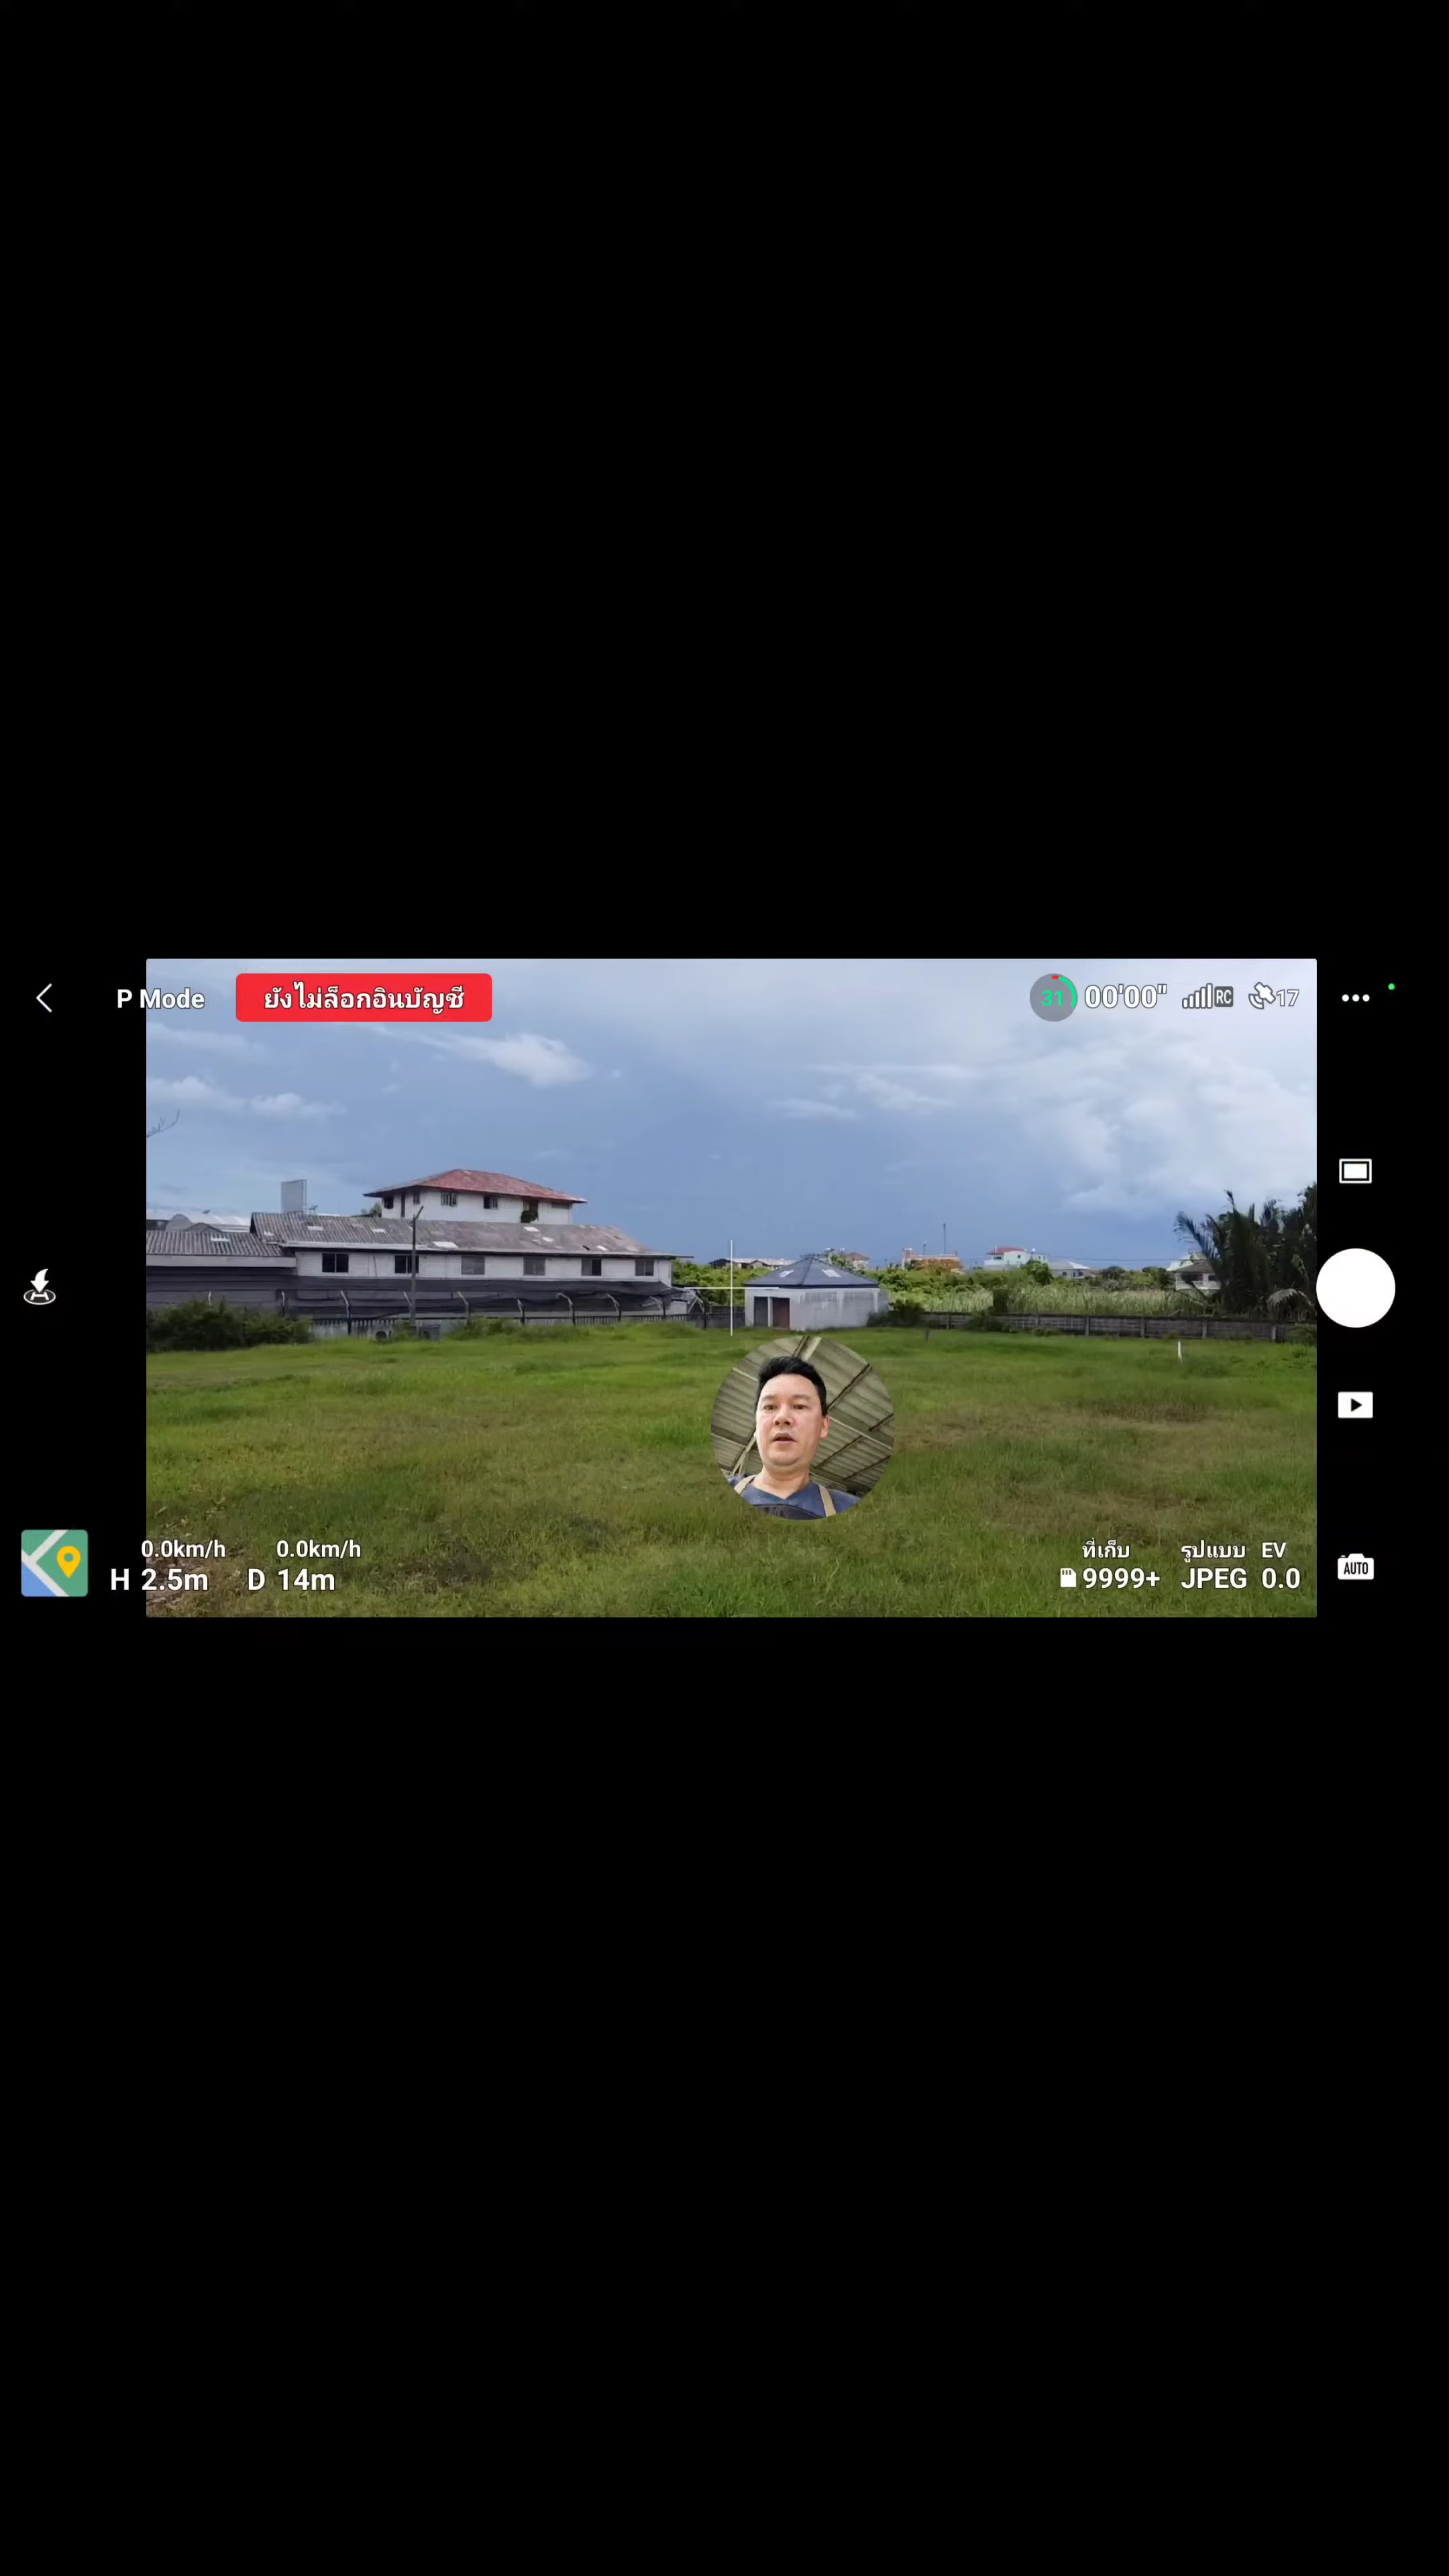 P Mode
ยังไม่ล็อกอินบัญชี
31
00'00"
RC
17
0.0km/h
0.0km/h
H 2.5m
D 14m
ที่เก็บ
รูปแบบ
EV
9999+
JPEG
0.0
AUTO